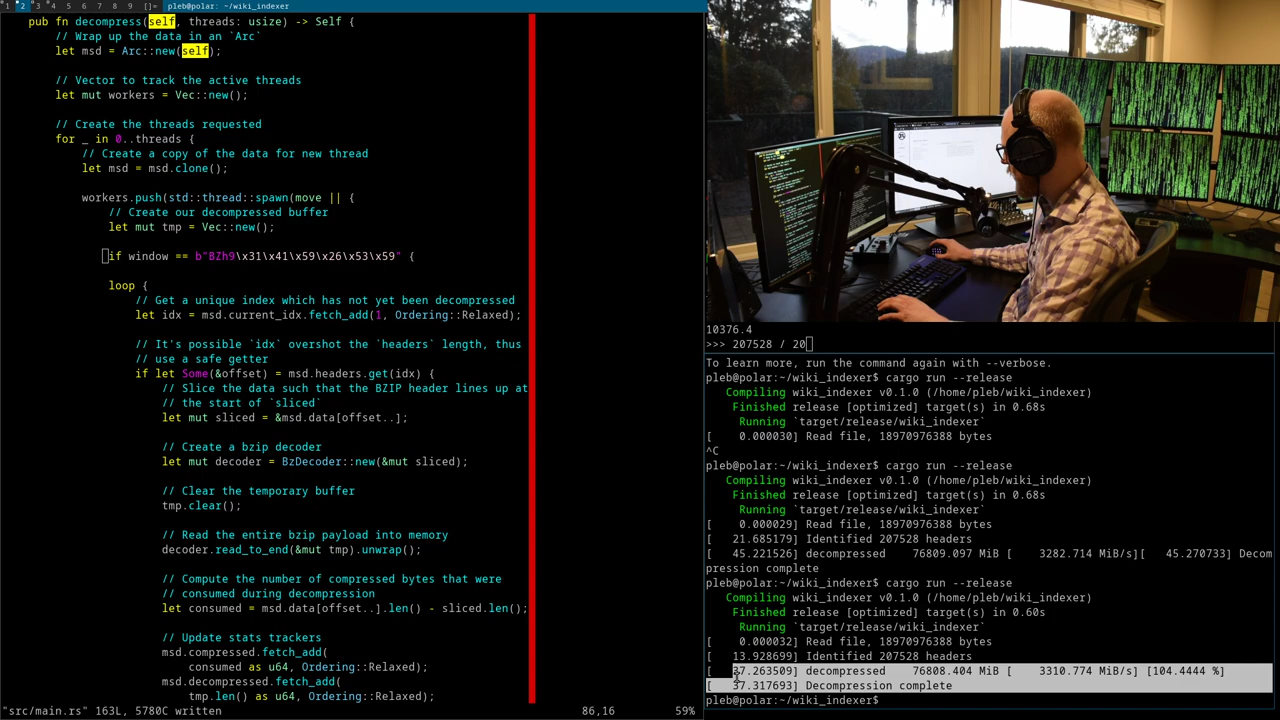 1 2 3 4 5 6 7 8 9 []= pleb@polar: ~/wiki_indexer
pub fn decompress(self, threads: usize) -> Self {
// Wrap up the data in an `Arc`
let msd = Arc::new(self);
// Vector to track the active threads
let mut workers = Vec::new();
// Create the threads requested
for _ in 0..threads {
// Create a copy of the data for new thread
let msd = msd.clone();
workers.push(std::thread::spawn(move || {
// Create our decompressed buffer
let mut tmp = Vec::new();
if window == b"BZh9\x31\x41\x59\x26\x53\x59" {
loop {
// Get a unique index which has not yet been decompressed
let idx = msd.current_idx.fetch_add(1, Ordering::Relaxed);
// It's possible `idx` overshot the `headers` length, thus
// use a safe getter
if let Some(&offset) = msd.headers.get(idx) {
// Slice the data such that the BZIP header lines up at
// the start of `sliced`
let mut sliced = &msd.data[offset..];
// Create a bzip decoder
let mut decoder = BzDecoder::new(&mut sliced);
// Clear the temporary buffer
tmp.clear();
// Read the entire bzip payload into memory
decoder.read_to_end(&mut tmp).unwrap();
// Compute the number of compressed bytes that were
// consumed during decompression
let consumed = msd.data[offset..].len() - sliced.len();
// Update stats trackers
msd.compressed.fetch_add(
consumed as u64, Ordering::Relaxed);
msd.decompressed.fetch_add(
tmp.len() as u64, Ordering::Relaxed);
"src/main.rs" 163L, 5780C written 86,16 59%
10376.4
>>> 207528 / 20
To learn more, run the command again with --verbose.
pleb@polar:~/wiki_indexer$ cargo run --release
Compiling wiki_indexer v0.1.0 (/home/pleb/wiki_indexer)
Finished release [optimized] target(s) in 0.68s
Running `target/release/wiki_indexer`
[ 0.000030] Read file, 18970976388 bytes
^C
pleb@polar:~/wiki_indexer$ cargo run --release
Compiling wiki_indexer v0.1.0 (/home/pleb/wiki_indexer)
Finished release [optimized] target(s) in 0.68s
Running `target/release/wiki_indexer`
[ 0.000029] Read file, 18970976388 bytes
[ 21.685179] Identified 207528 headers
[ 45.221526] decompressed 76809.097 MiB [ 3282.714 MiB/s][ 45.270733] Decom
pression complete
pleb@polar:~/wiki_indexer$ cargo run --release
Compiling wiki_indexer v0.1.0 (/home/pleb/wiki_indexer)
Finished release [optimized] target(s) in 0.60s
Running `target/release/wiki_indexer`
[ 0.000032] Read file, 18970976388 bytes
[ 13.928699] Identified 207528 headers
[ 37.263509] decompressed 76808.404 MiB [ 3310.774 MiB/s] [104.4444 %]
[ 37.317693] Decompression complete
pleb@polar:~/wiki_indexer$